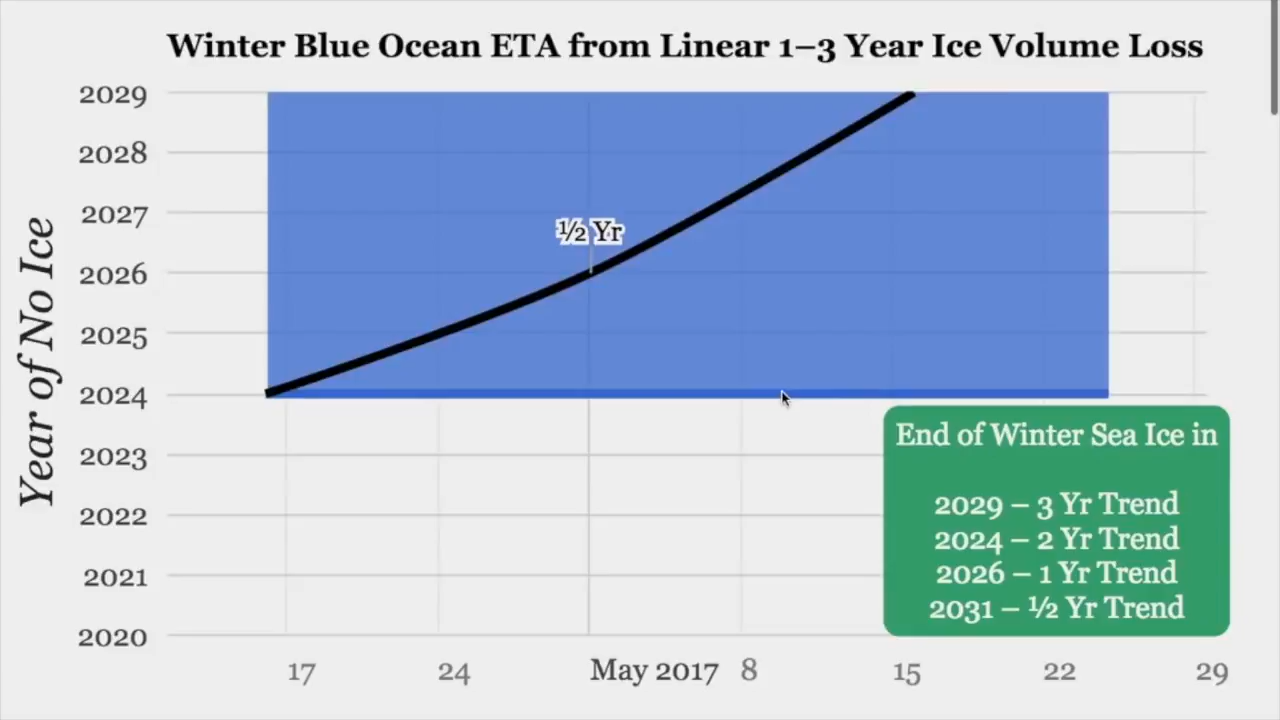 Winter Blue Ocean ETA from Linear 1–3 Year Ice Volume Loss
Year of No Ice
2029
2028
2027
2026
2025
2024
2023
2022
2021
2020
½ Yr
End of Winter Sea Ice in
2029 – 3 Yr Trend
2024 – 2 Yr Trend
2026 – 1 Yr Trend
2031 – ½ Yr Trend
17 24 May 2017 8 15 22 29